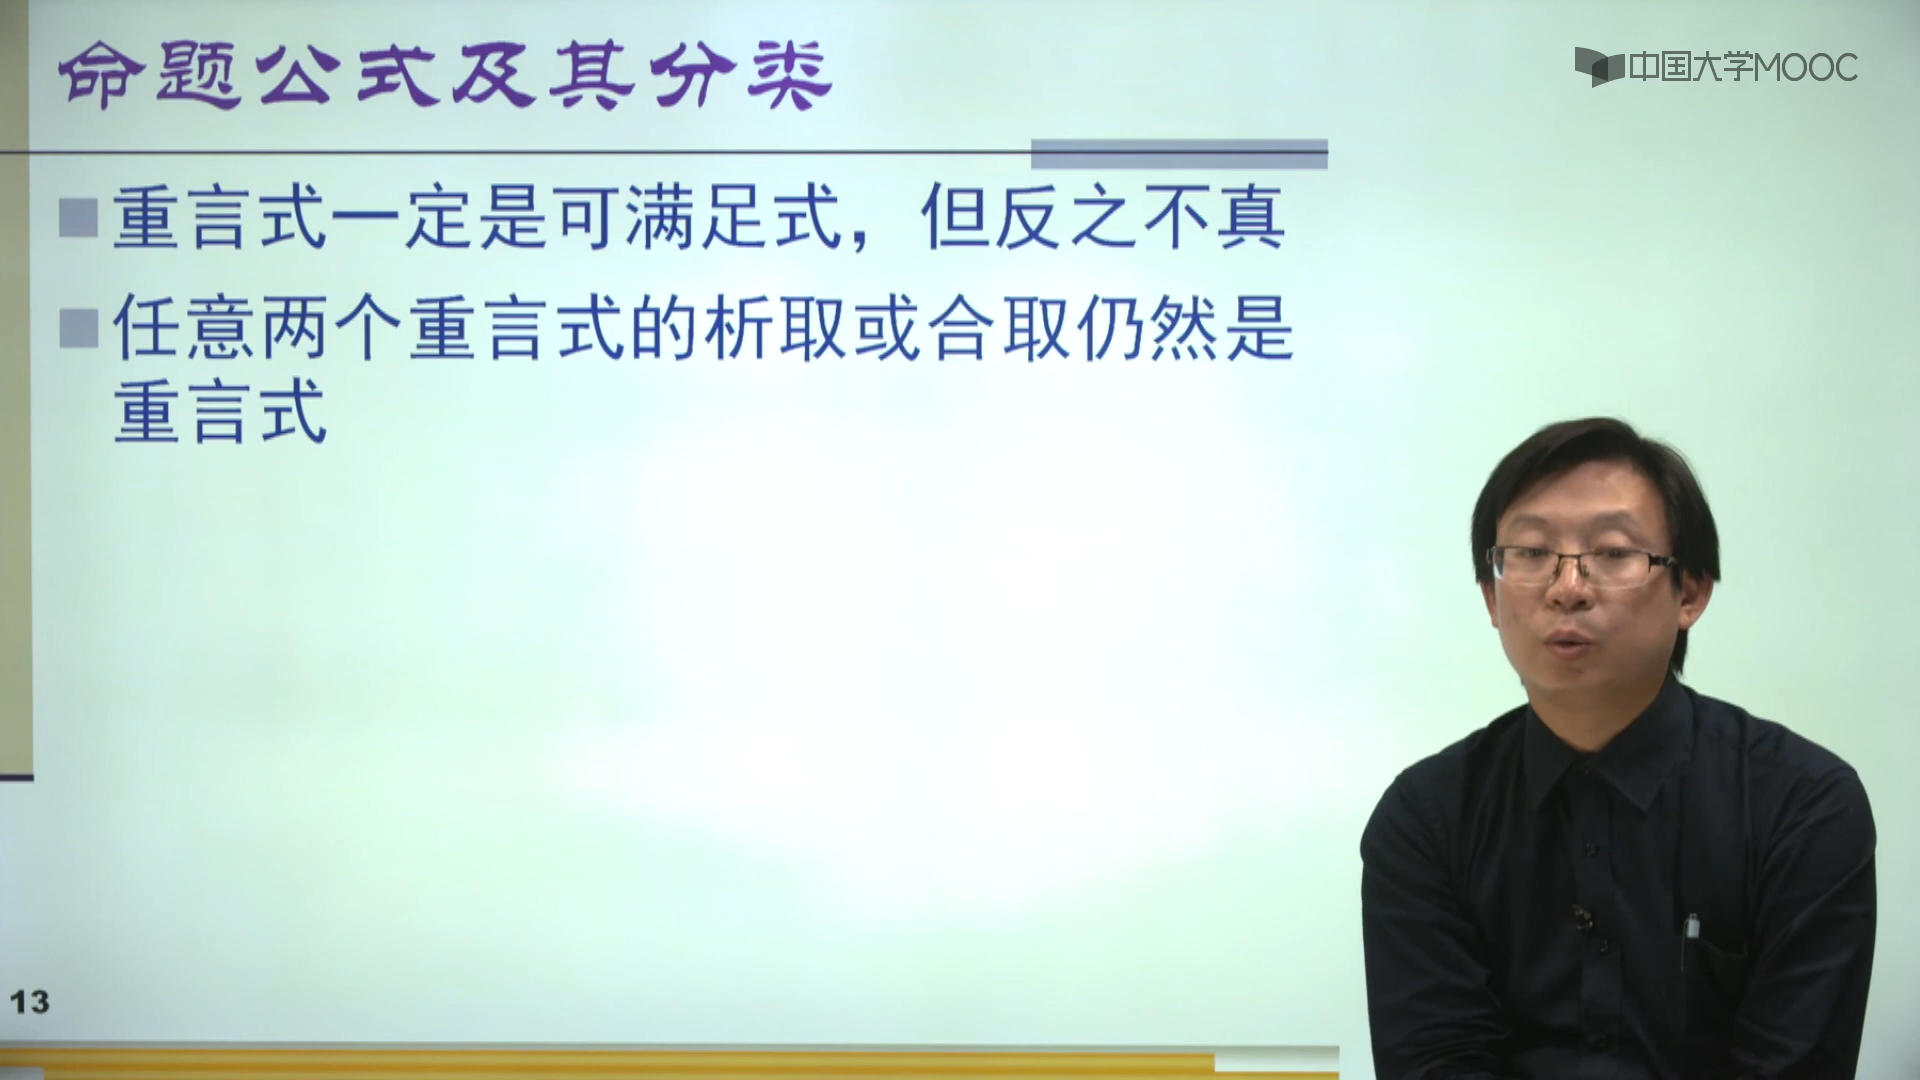 命题公式及其分类
中国大学MOOC
重言式一定是可满足式，但反之不真
任意两个重言式的析取或合取仍然是
重言式
13